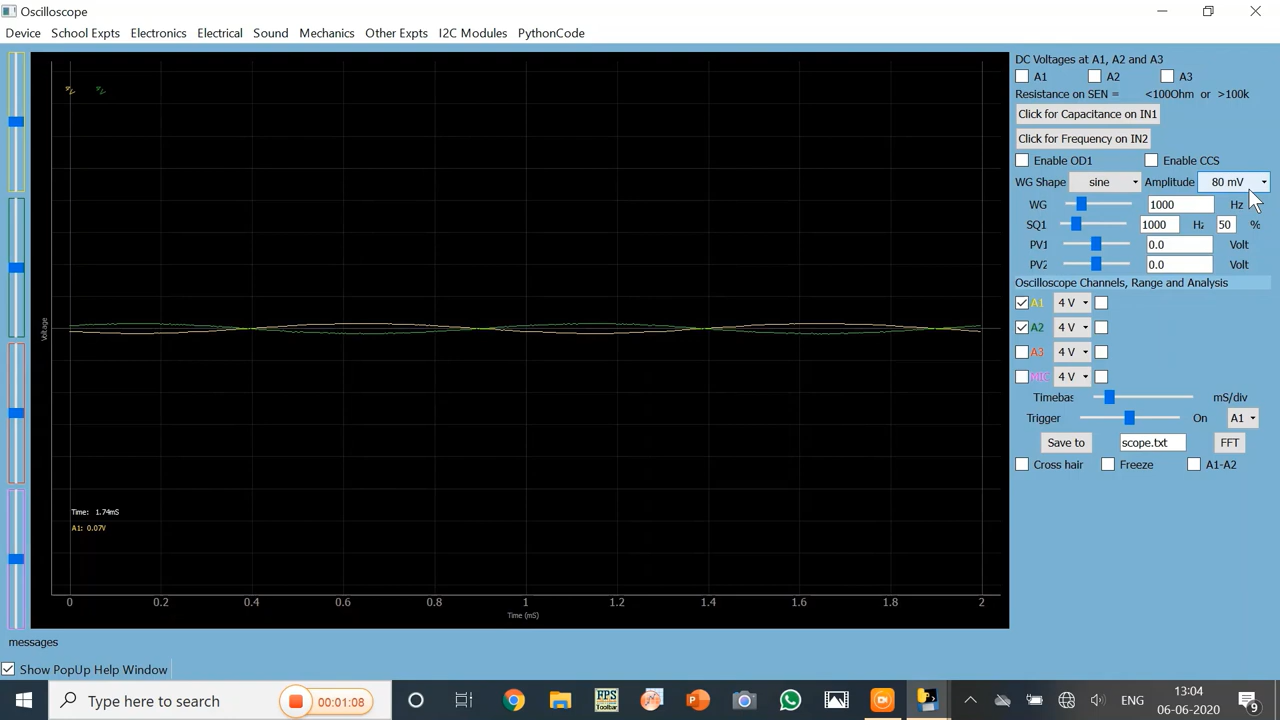 Oscilloscope
Device School Expts Electronics Electrical Sound Mechanics Other Expts I2C Modules PythonCode
DC Voltages at A1, A2 and A3
A1 A2 A3
Resistance on SEN = <100Ohm or >100k
Click for Capacitance on IN1
Click for Frequency on IN2
Enable OD1 Enable CCS
WG Shape sine Amplitude 80 mV
WG 1000 Hz
SQ1 1000 Hz 50 %
PV1 0.0 Volt
PV2 0.0 Volt
Oscilloscope Channels, Range and Analysis
A1 4 V
A2 4 V
A3 4 V
MIC 4 V
Timebas mS/div
Trigger On A1
Save to scope.txt FFT
Cross hair Freeze A1-A2
4V 4V
Voltage
Time: 1.74mS
A1: 0.07V
0 0.2 0.4 0.6 0.8 1 1.2 1.4 1.6 1.8 2
Time (mS)
messages
Show PopUp Help Window
Type here to search 00:01:08 FPS Toolbar ENG 13:04
06-06-2020 9